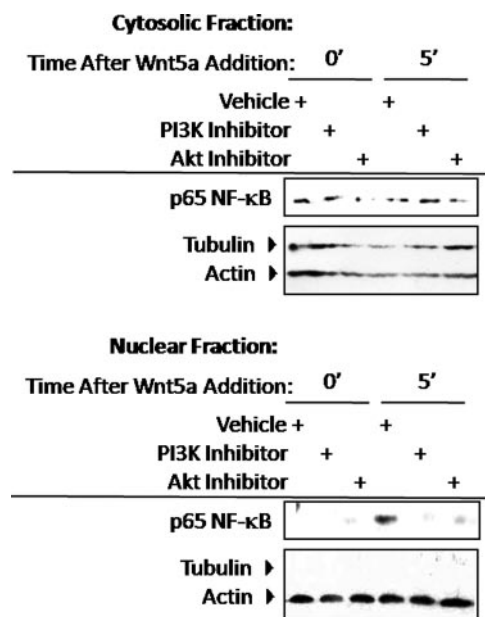 Cytosolic Fraction:
Time After Wnt5a Addition: 0’ 5’
Vehicle + +
PI3K Inhibitor + +
Akt Inhibitor + +
p65 NF-κB
Tubulin
Actin
Nuclear Fraction:
Time After Wnt5a Addition: 0’ 5’
Vehicle + +
PI3K Inhibitor + +
Akt Inhibitor + +
p65 NF-κB
Tubulin
Actin